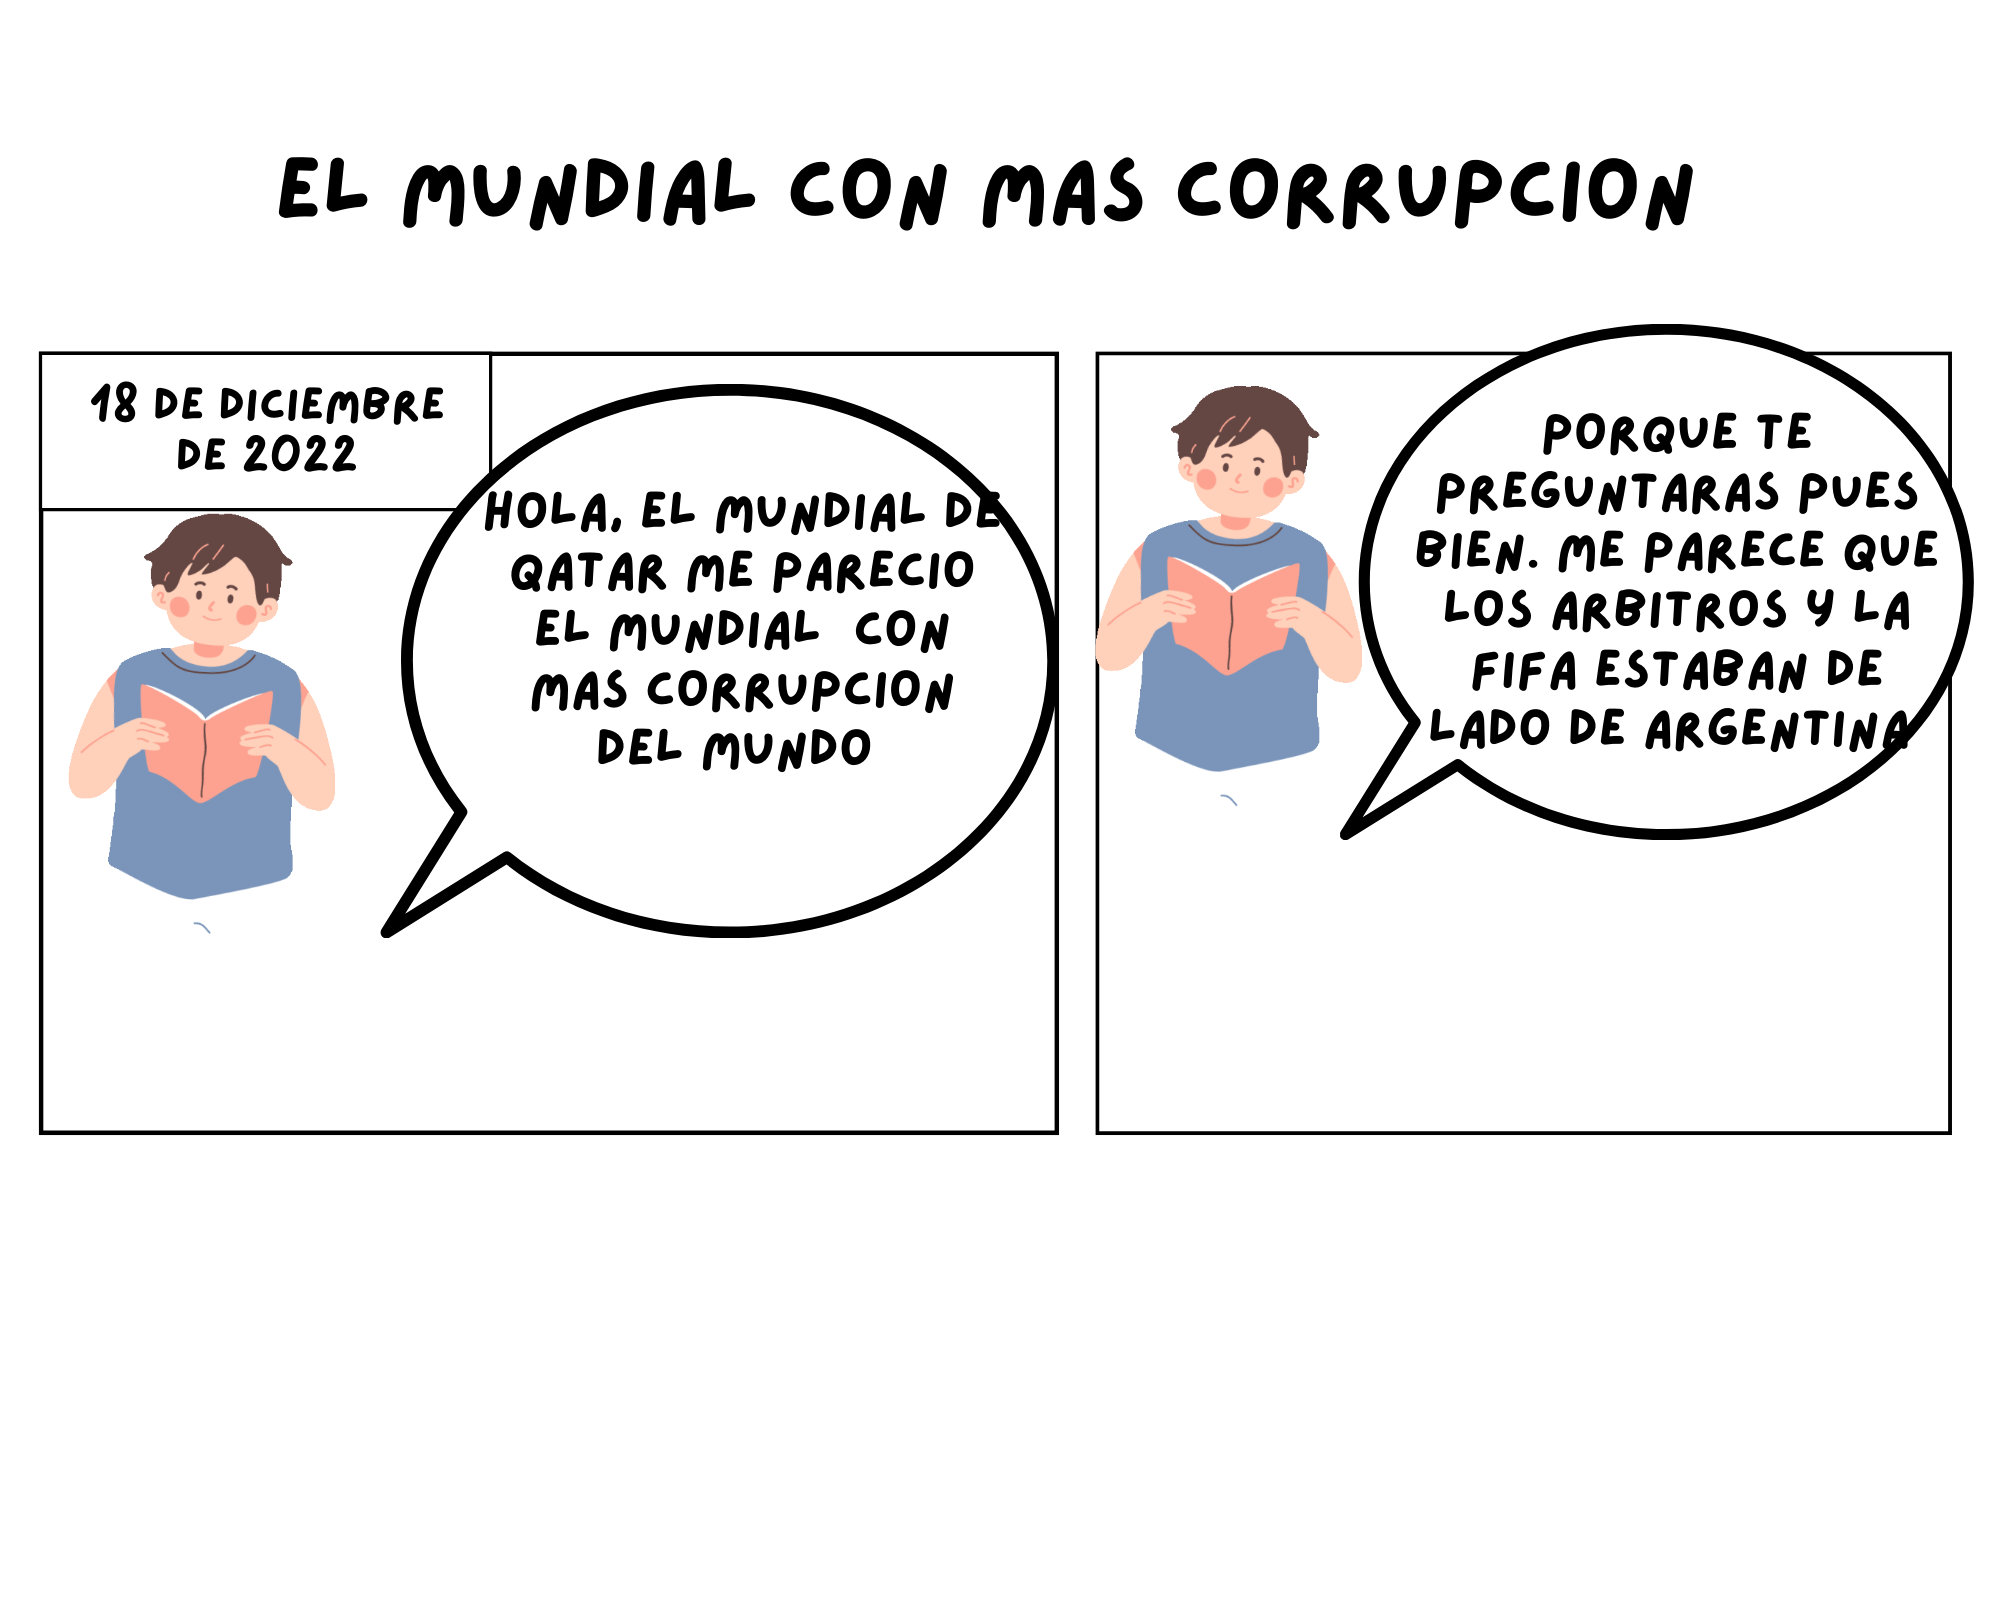 EL MUNDIAL CON MAS CORRUPCION
18 DE DICIEMBRE
DE 2022
HOLA, EL MUNDIAL DE
QATAR ME PARECIO
EL MUNDIAL CON
MAS CORRUPCION
DEL MUNDO
PORQUE TE
PREGUNTARAS PUES
BIEN. ME PARECE QUE
LOS ARBITROS Y LA
FIFA ESTABAN DE
LADO DE ARGENTINA